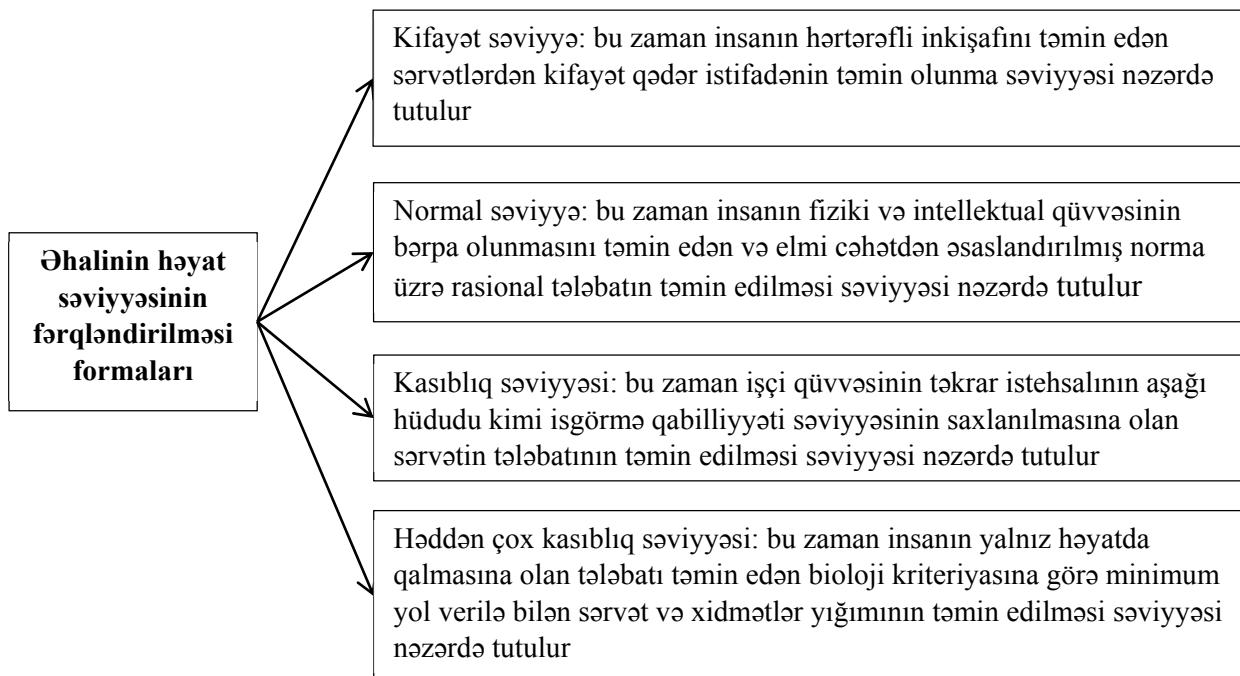 Kifayət səviyyə: bu zaman insanın hərtərəfli inkişafını təmin edən
sərvətlərdən kifayət qədər istifadənin təmin olunma səviyyəsi nəzərdə
tutulur
Əhalinin həyat
səviyyəsinin
fərqləndirilməsi
formaları
Normal səviyyə: bu zaman insanın fiziki və intellektual qüvvəsinin
bərpa olunmasını təmin edən və elmi cəhətdən əsaslandırılmış norma
üzrə rasional tələbatın təmin edilməsi səviyyəsi nəzərdə tutulur
Kasıblıq səviyyəsi: bu zaman işçi qüvvəsinin təkrar istehsalının aşağı
hüdudu kimi isgörmə qabilliyyəti səviyyəsinin saxlanılmasına olan
sərvətin tələbatının təmin edilməsi səviyyəsi nəzərdə tutulur
Həddən çox kasıblıq səviyyəsi: bu zaman insanın yalnız həyatda
qalmasına olan tələbatı təmin edən bioloji kriteriyasına görə minimum
yol verilə bilən sərvət və xidmətlər yığımının təmin edilməsi səviyyəsi
nəzərdə tutulur